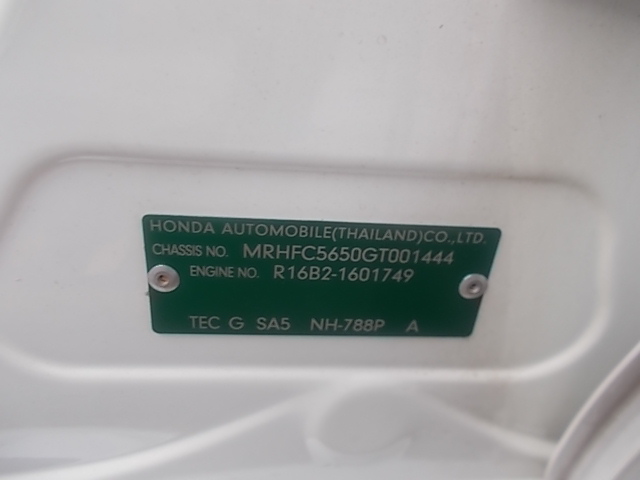 HONDA AUTOMOBILE(THAILAND)CO.,LTD.
CHASSIS NO. MRHFC5650GT001444
ENGINE NO. R16B2-1601749
TEC G SA5 NH-788P A